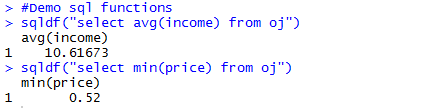 > #Demo sql functions
> sqldf("select avg(income) from oj")
  avg(income)
1    10.61673
> sqldf("select min(price) from oj")
  min(price)
1       0.52